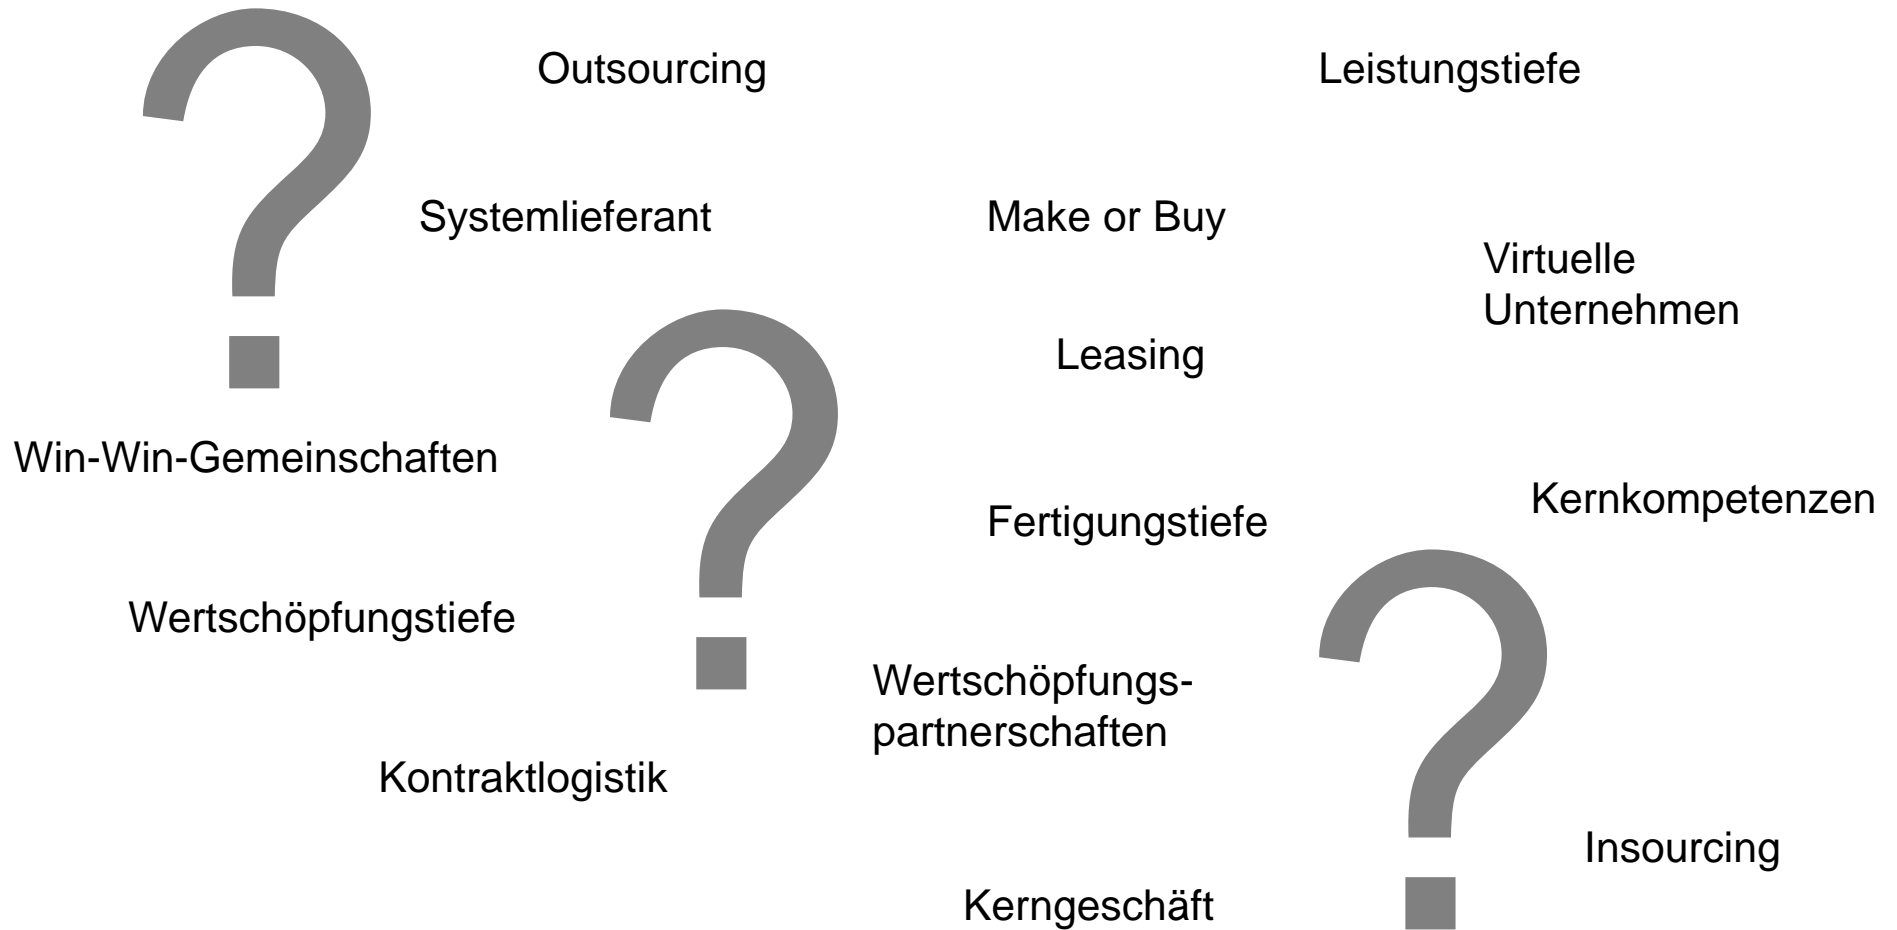 ?
Outsourcing
Leistungstiefe
Systemlieferant
Make or Buy
Virtuelle
Unternehmen
?
Leasing
Win-Win-Gemeinschaften
Kernkompetenzen
Fertigungstiefe
?
Wertschöpfungstiefe
Wertschöpfungs-
partnerschaften
Kontraktlogistik
Insourcing
Kerngeschäft